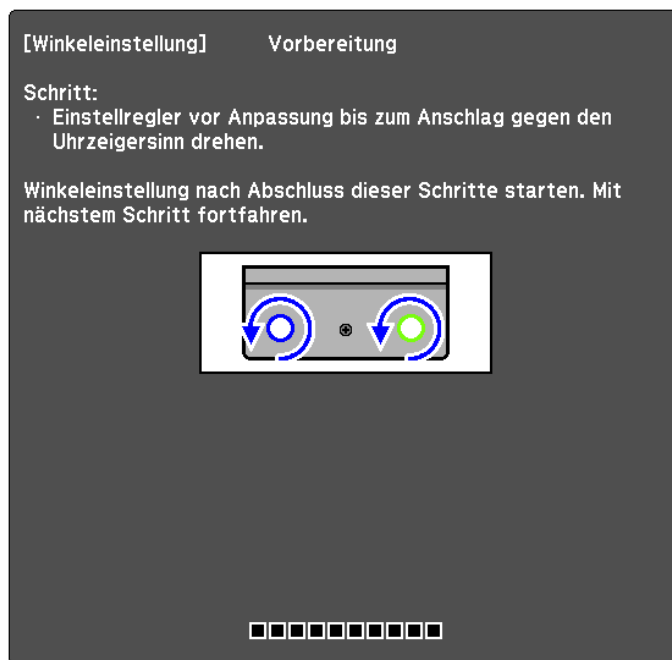 [Winkeleinstellung] Vorbereitung
Schritt:
· Einstellregler vor Anpassung bis zum Anschlag gegen den
Uhrzeigersinn drehen.
Winkeleinstellung nach Abschluss dieser Schritte starten. Mit
nächstem Schritt fortfahren.